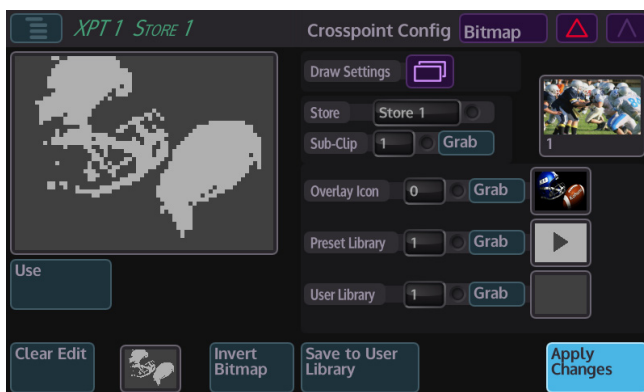 XPT 1 STORE 1
Crosspoint Config Bitmap
Draw Settings
Store Store 1
Sub-Clip 1 Grab
1
Overlay Icon 0 Grab
Preset Library 1 Grab
User Library 1 Grab
Use
Clear Edit
Invert Bitmap
Save to User Library
Apply Changes